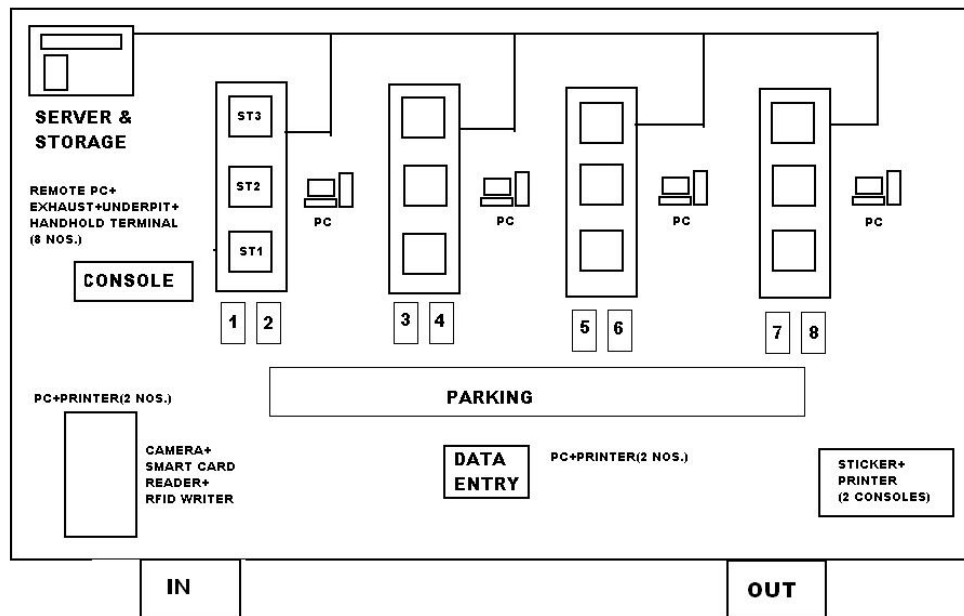 SERVER &
STORAGE
ST3
ST2
ST1
REMOTE PC+
EXHAUST+UNDERPIT+
HANDHOLD TERMINAL
(8 NOS.)
CONSOLE
PC
PC
PC
PC
1
2
3
4
5
6
7
8
PARKING
PC+PRINTER(2 NOS.)
CAMERA+
SMART CARD
READER+
RFID WRITER
DATA
ENTRY
PC+PRINTER(2 NOS.)
STICKER+
PRINTER
(2 CONSOLES)
IN
OUT